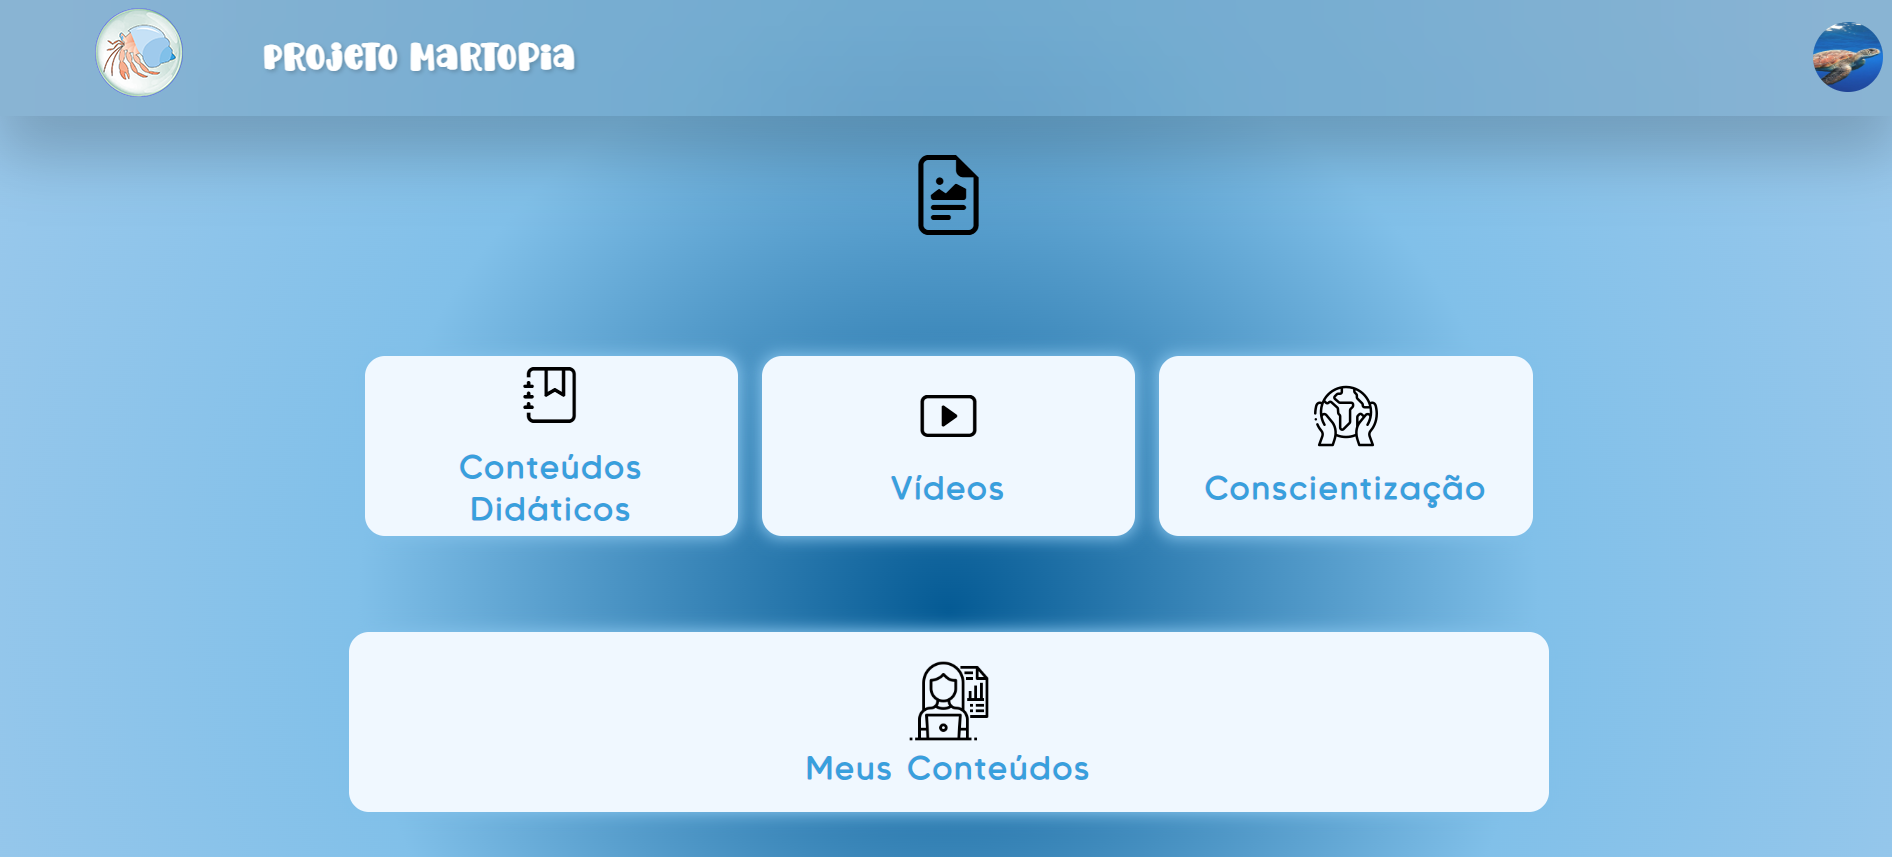 Projeto Martopia
Conteúdos
Didáticos
Vídeos
Conscientização
Meus Conteúdos